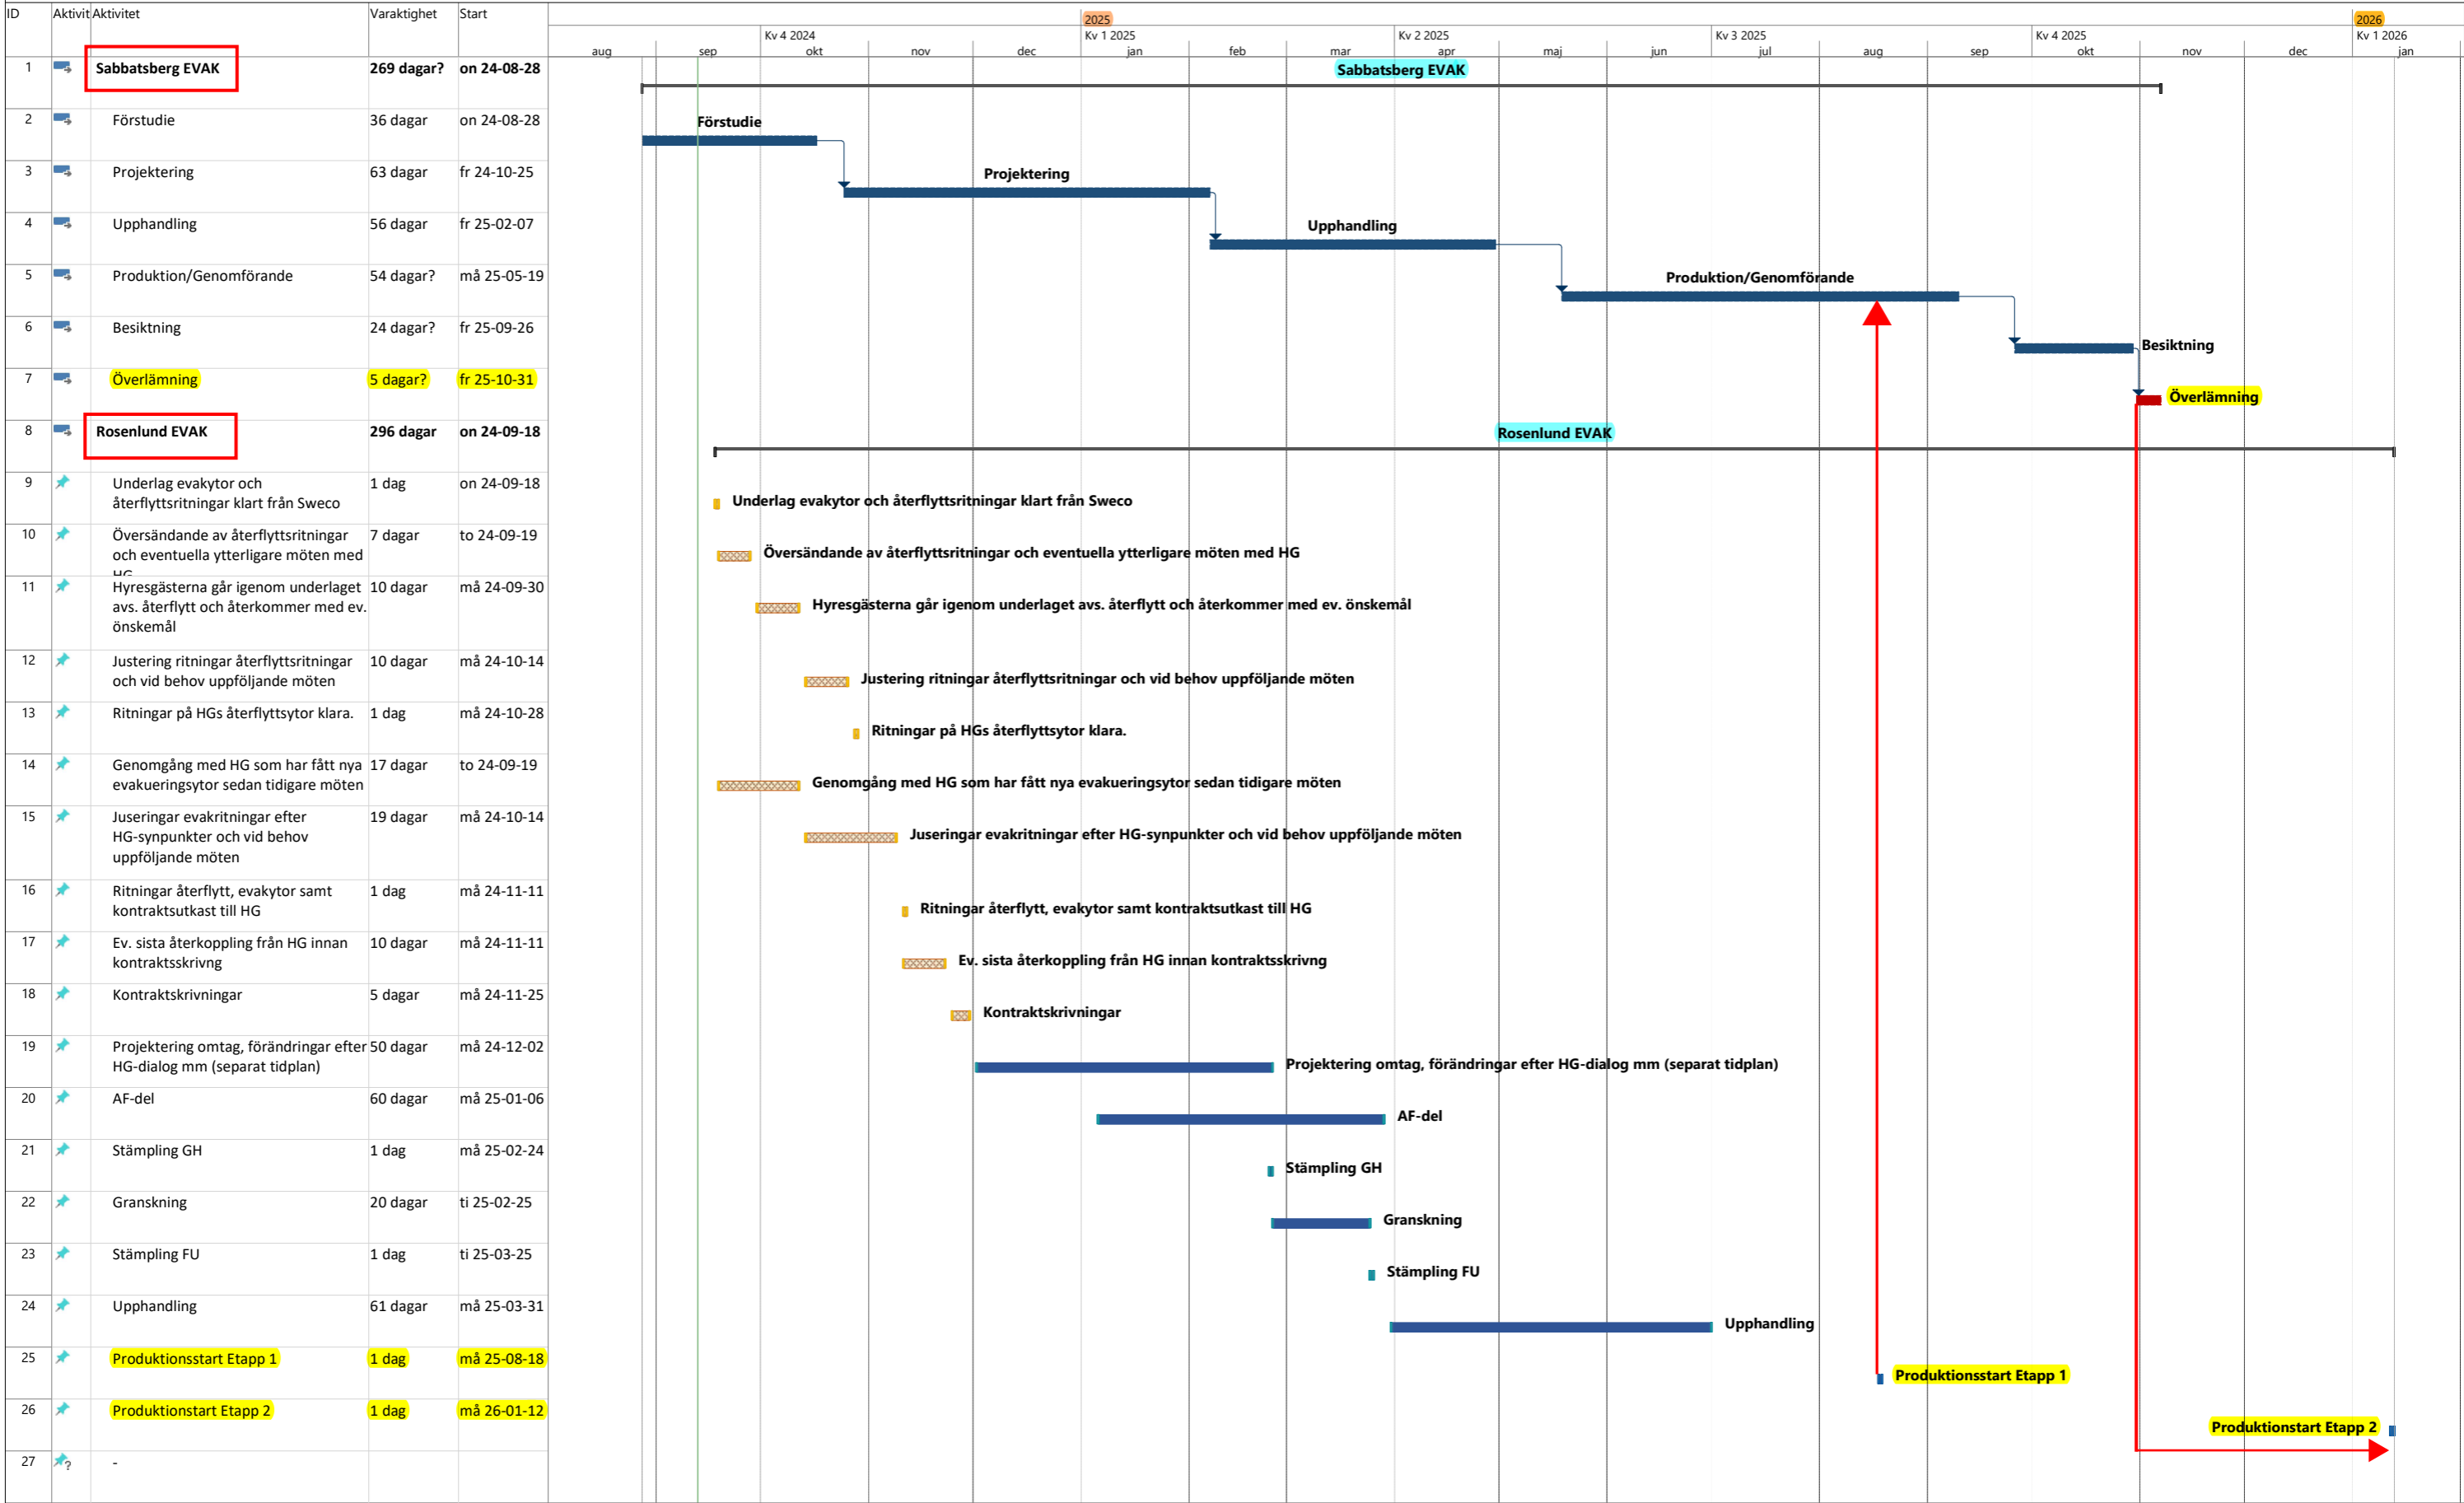 ID Aktivit Aktivitet Varaktighet Start
2025 2026
Kv 4 2024 Kv 1 2025 Kv 2 2025 Kv 3 2025 Kv 4 2025 Kv 1 2026
aug sep okt nov dec jan feb mar apr maj jun jul aug sep okt nov dec jan
1 Sabbatsberg EVAK 269 dagar? on 24-08-28
Sabbatsberg EVAK
2 Förstudie 36 dagar on 24-08-28
Förstudie
3 Projektering 63 dagar fr 24-10-25
Projektering
4 Upphandling 56 dagar fr 25-02-07
Upphandling
5 Produktion/Genomförande 54 dagar? må 25-05-19
Produktion/Genomförande
6 Besiktning 24 dagar? fr 25-09-26
Besiktning
7 Överlämning 5 dagar? fr 25-10-31
Överlämning
8 Rosenlund EVAK 296 dagar on 24-09-18
Rosenlund EVAK
9 Underlag evakytor och 1 dag on 24-09-18
återflyttsritningar klart från Sweco
Underlag evakytor och återflyttsritningar klart från Sweco
10 Översändande av återflyttsritningar 7 dagar to 24-09-19
och eventuella ytterligare möten med
HG
Översändande av återflyttsritningar och eventuella ytterligare möten med HG
11 Hyresgästerna går igenom underlaget 10 dagar må 24-09-30
avs. återflytt och återkommer med ev.
önskemål
Hyresgästerna går igenom underlaget avs. återflytt och återkommer med ev. önskemål
12 Justering ritningar återflyttsritningar 10 dagar må 24-10-14
och vid behov uppföljande möten
Justering ritningar återflyttsritningar och vid behov uppföljande möten
13 Ritningar på HGs återflyttsytor klara. 1 dag må 24-10-28
Ritningar på HGs återflyttsytor klara.
14 Genomgång med HG som har fått nya 17 dagar to 24-09-19
evakueringsytor sedan tidigare möten
Genomgång med HG som har fått nya evakueringsytor sedan tidigare möten
15 Juseringar evakritningar efter 19 dagar må 24-10-14
HG-synpunkter och vid behov
uppföljande möten
Juseringar evakritningar efter HG-synpunkter och vid behov uppföljande möten
16 Ritningar återflytt, evakytor samt 1 dag må 24-11-11
kontraktsutkast till HG
Ritningar återflytt, evakytor samt kontraktsutkast till HG
17 Ev. sista återkoppling från HG innan 10 dagar må 24-11-11
kontraktsskrivng
Ev. sista återkoppling från HG innan kontraktsskrivng
18 Kontraktskrivningar 5 dagar må 24-11-25
Kontraktskrivningar
19 Projektering omtag, förändringar efter 50 dagar må 24-12-02
HG-dialog mm (separat tidplan)
Projektering omtag, förändringar efter HG-dialog mm (separat tidplan)
20 AF-del 60 dagar må 25-01-06
AF-del
21 Stämpling GH 1 dag må 25-02-24
Stämpling GH
22 Granskning 20 dagar ti 25-02-25
Granskning
23 Stämpling FU 1 dag ti 25-03-25
Stämpling FU
24 Upphandling 61 dagar må 25-03-31
Upphandling
25 Produktionsstart Etapp 1 1 dag må 25-08-18
Produktionsstart Etapp 1
26 Produktionstart Etapp 2 1 dag må 26-01-12
Produktionstart Etapp 2
27 ? -